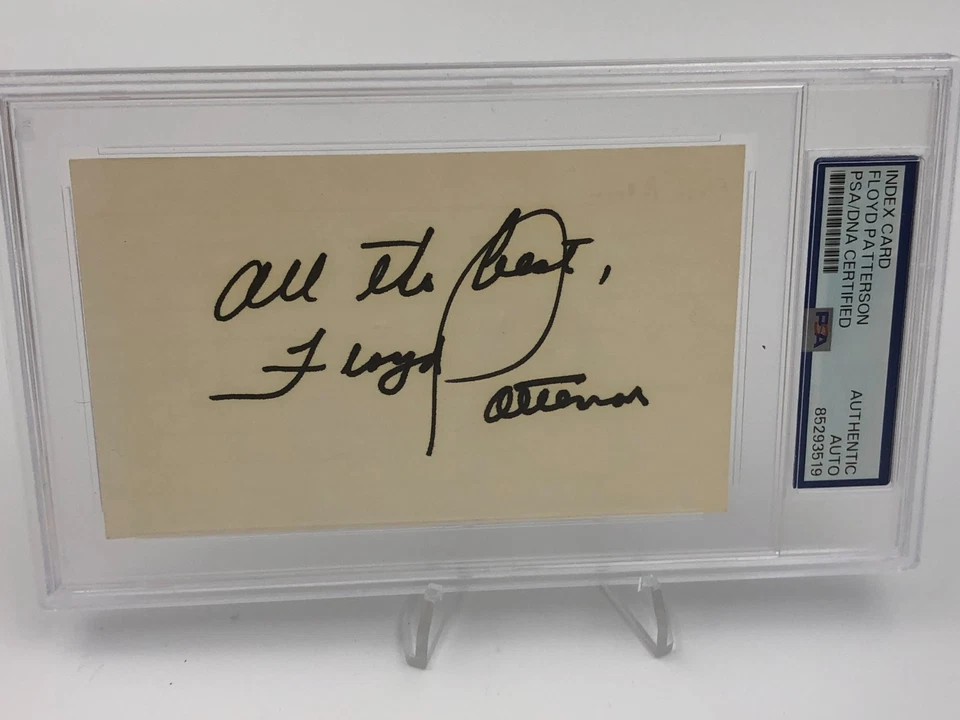 All the best,
Floyd Patterson
INDEX CARD
FLOYD PATTERSON
PSA/DNA CERTIFIED
PSA
AUTHENTIC
AUTO
85293519